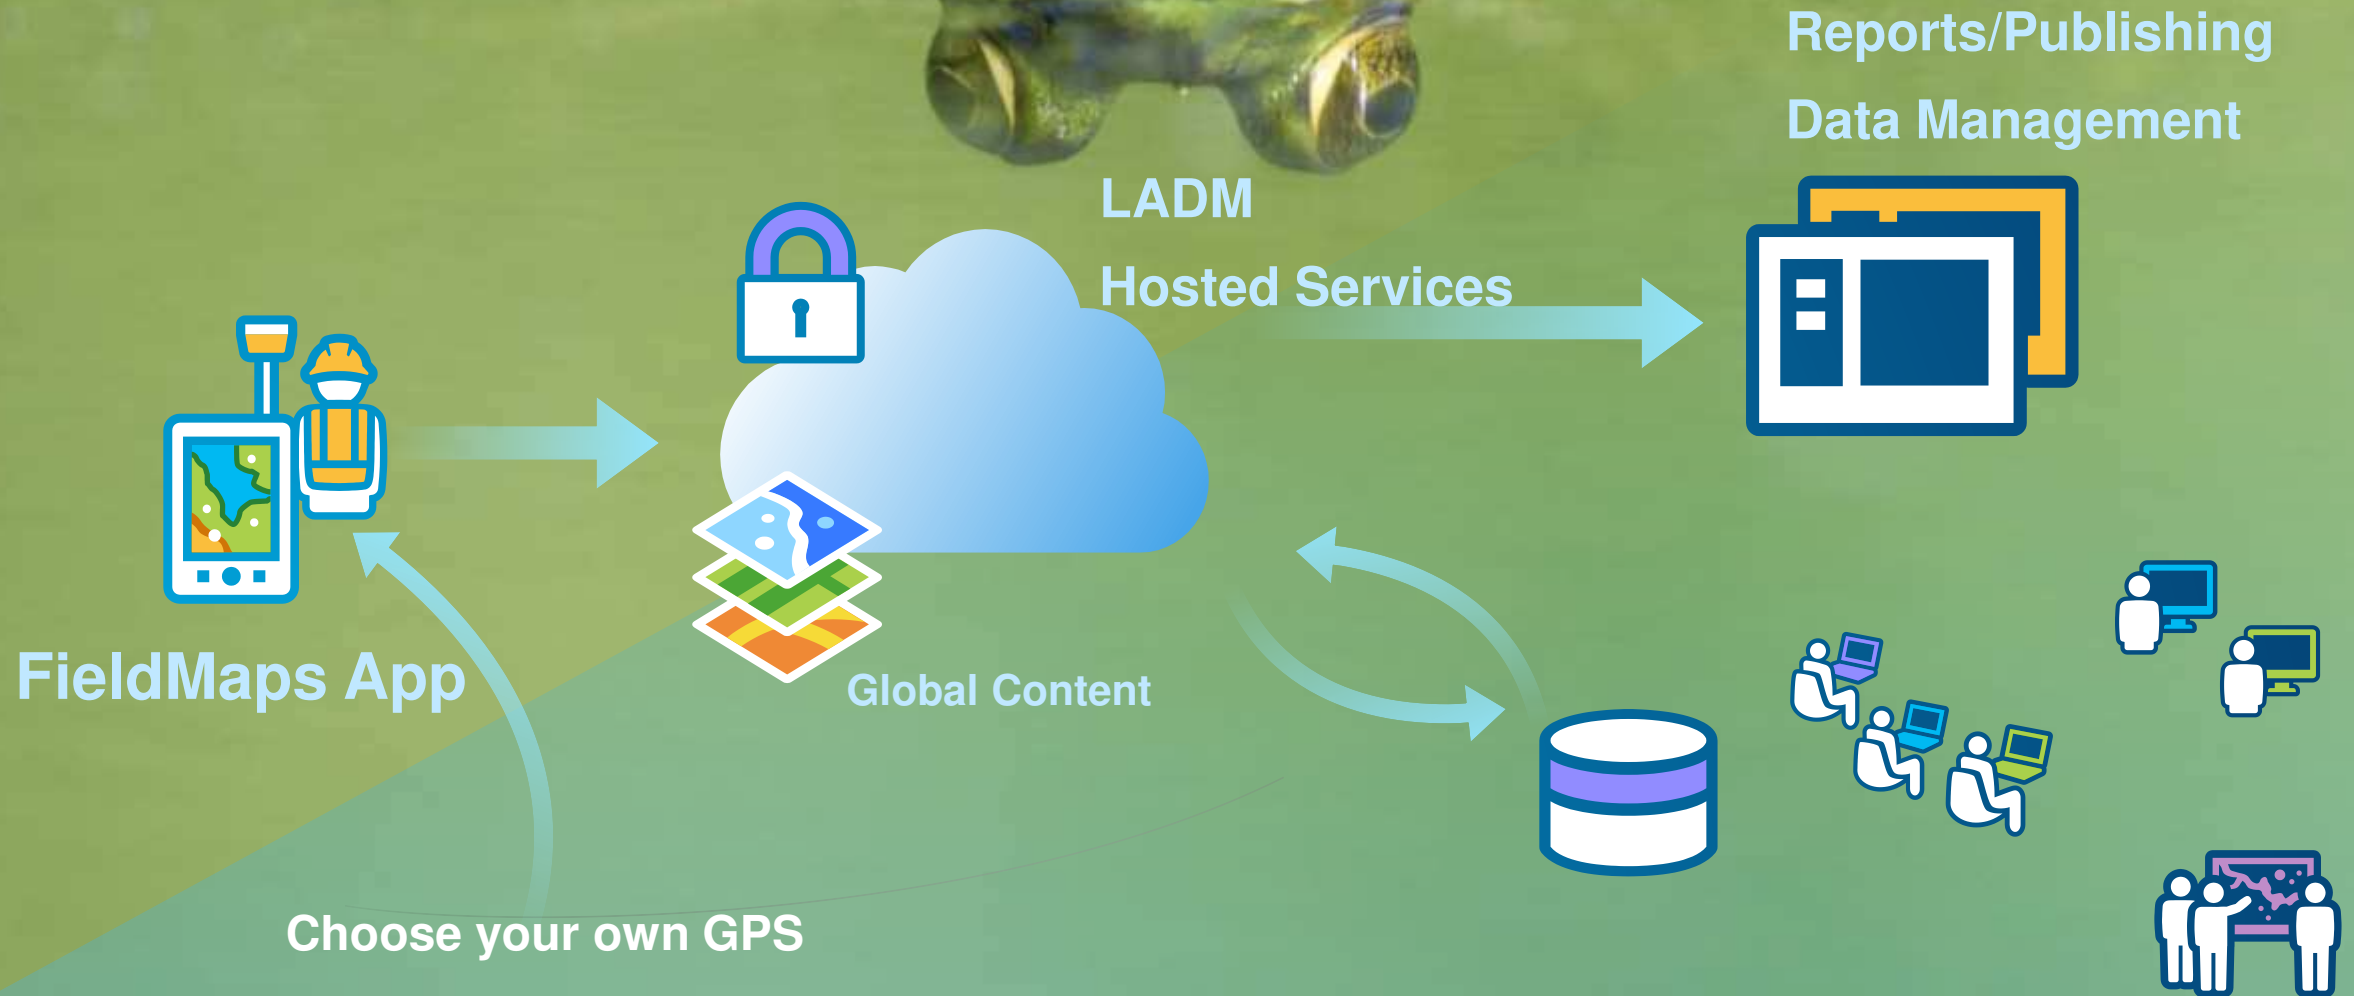 Reports/Publishing
Data Management
LADM
Hosted Services
FieldMaps App
Global Content
Choose your own GPS